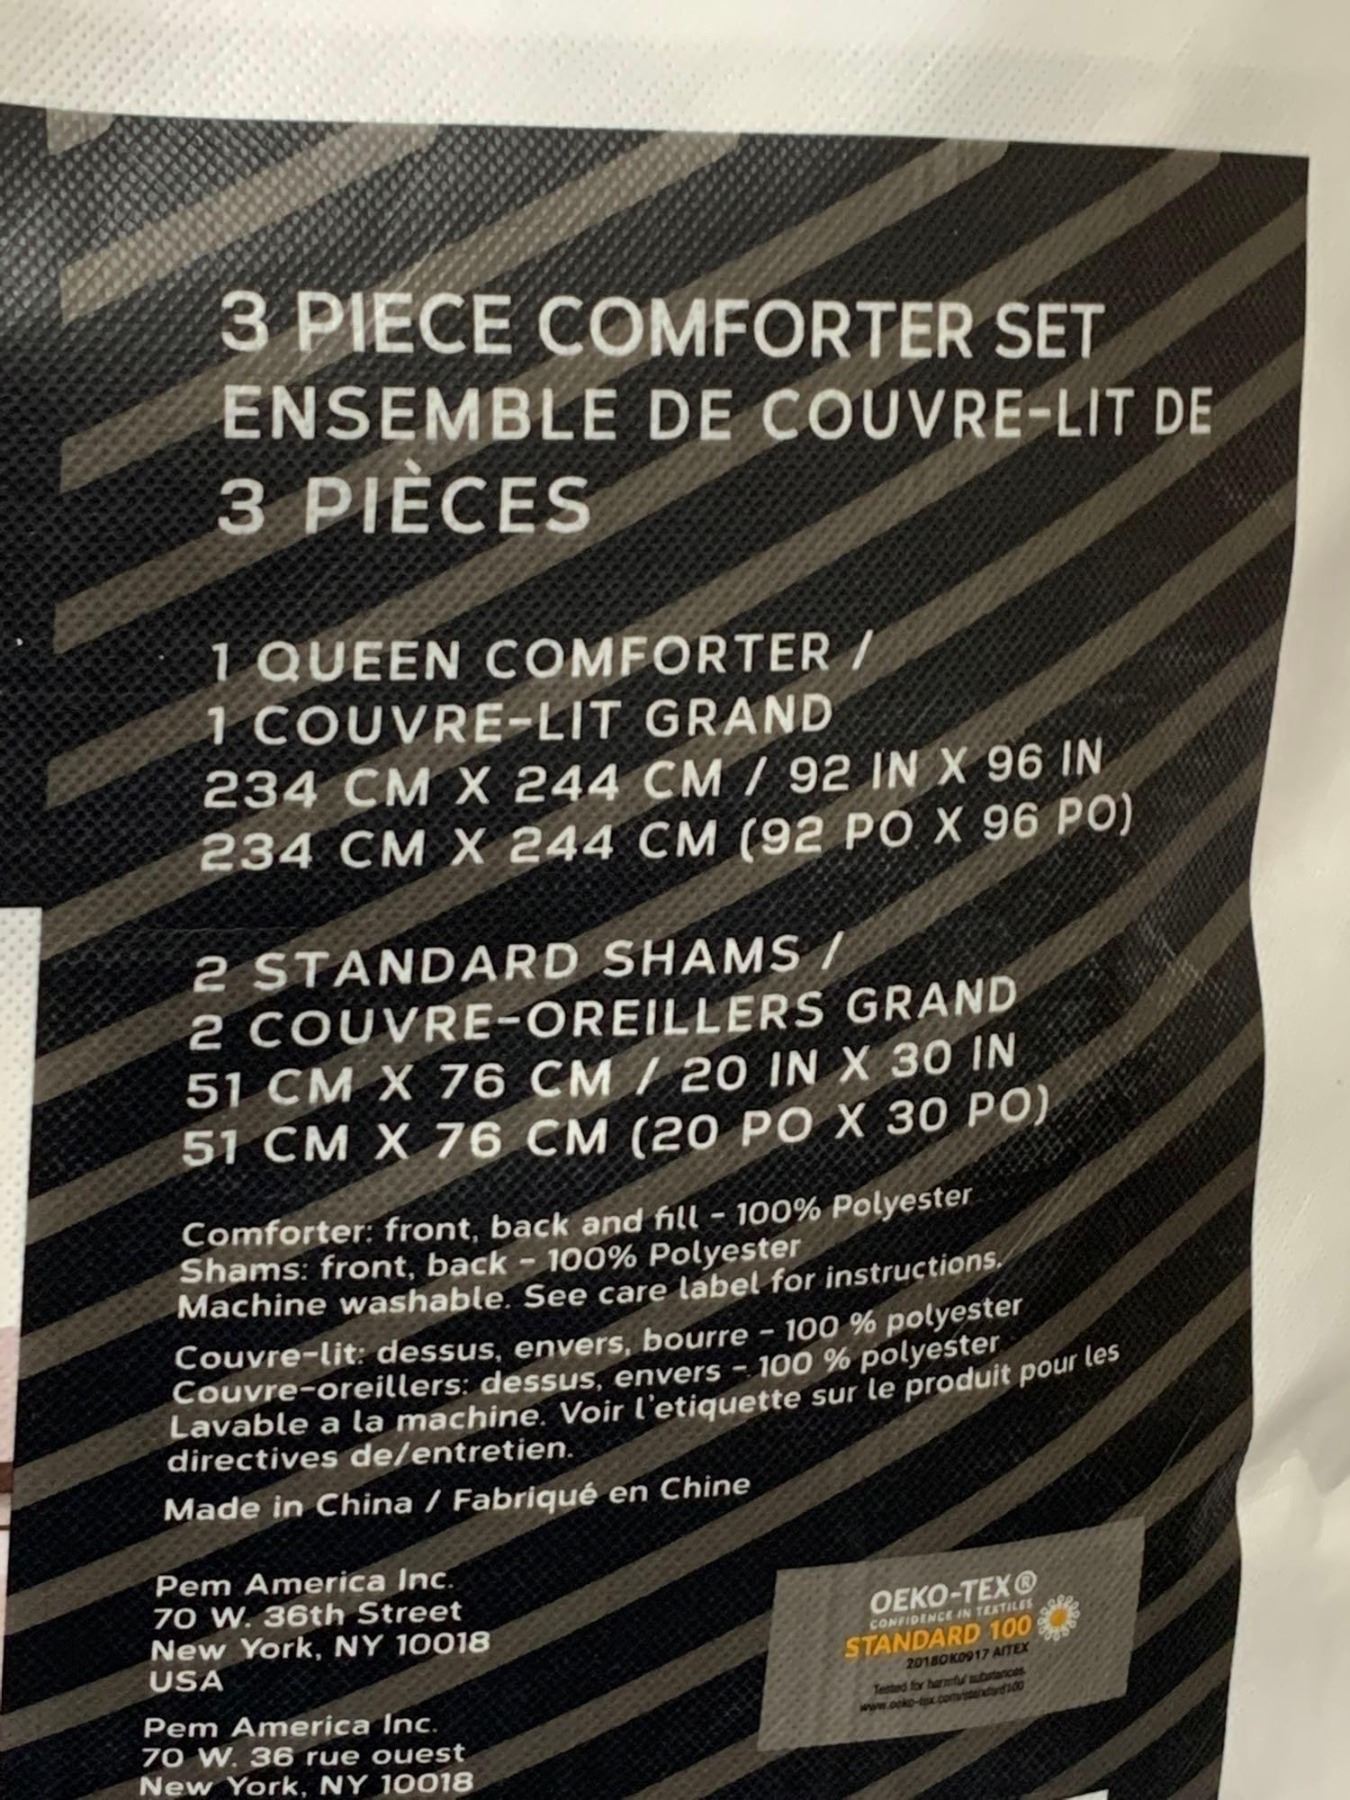 3 PIECE COMFORTER SET
ENSEMBLE DE COUVRE-LIT DE
3 PIÈCES
1 QUEEN COMFORTER /
1 COUVRE-LIT GRAND
234 CM X 244 CM / 92 IN X 96 IN
234 CM X 244 CM (92 PO X 96 PO)
2 STANDARD SHAMS /
2 COUVRE-OREILLERS GRAND
51 CM X 76 CM / 20 IN X 30 IN
51 CM X 76 CM (20 PO X 30 PO)
Comforter: front, back and fill - 100% Polyester
Shams: front, back - 100% Polyester
Machine washable. See care label for instructions.
Couvre-lit: dessus, envers, bourre - 100 % polyester
Couvre-oreillers: dessus, envers - 100 % polyester
Lavable a la machine. Voir l'etiquette sur le produit pour les
directives de/entretien.
Made in China / Fabriqué en Chine
Pem America Inc.
70 W. 36th Street
New York, NY 10018
USA
Pem America Inc.
70 W. 36 rue ouest
New York, NY 10018
OEKO-TEX®
CONFIDENCE IN TEXTILES
STANDARD 100
2018OK0917 AITEX
Tested for harmful substances
www.oeko-tex.com/standard100